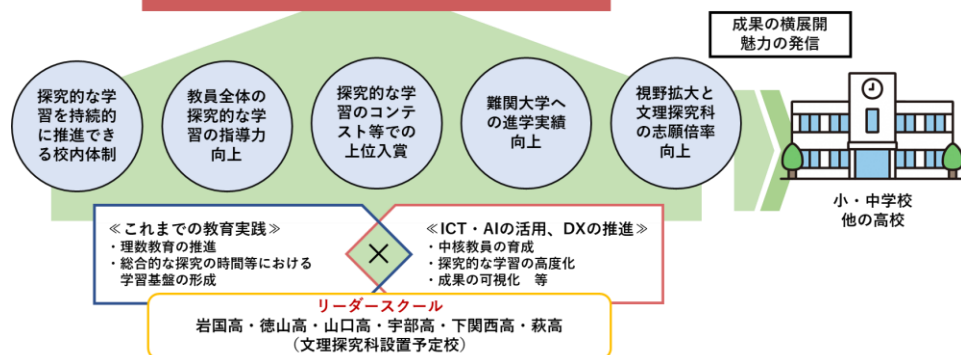 成果の横展開
魅力の発信
探究的な学
習を持続的
に推進でき
る校内体制
教員全体の
探究的な学
習の指導力
向上
探究的な学
習のコンテ
スト等での
上位入賞
難関大学へ
の進学実績
向上
視野拡大と
文理探究科
の志願倍率
向上
小・中学校
他の高校
≪これまでの教育実践≫
・理数教育の推進
・総合的な探究の時間等における
学習基盤の形成
×
≪ICT・AIの活用、DXの推進≫
・中核教員の育成
・探究的な学習の高度化
・成果の可視化　等
リーダースクール
岩国高・徳山高・山口高・宇部高・下関西高・萩高
（文理探究科設置予定校）